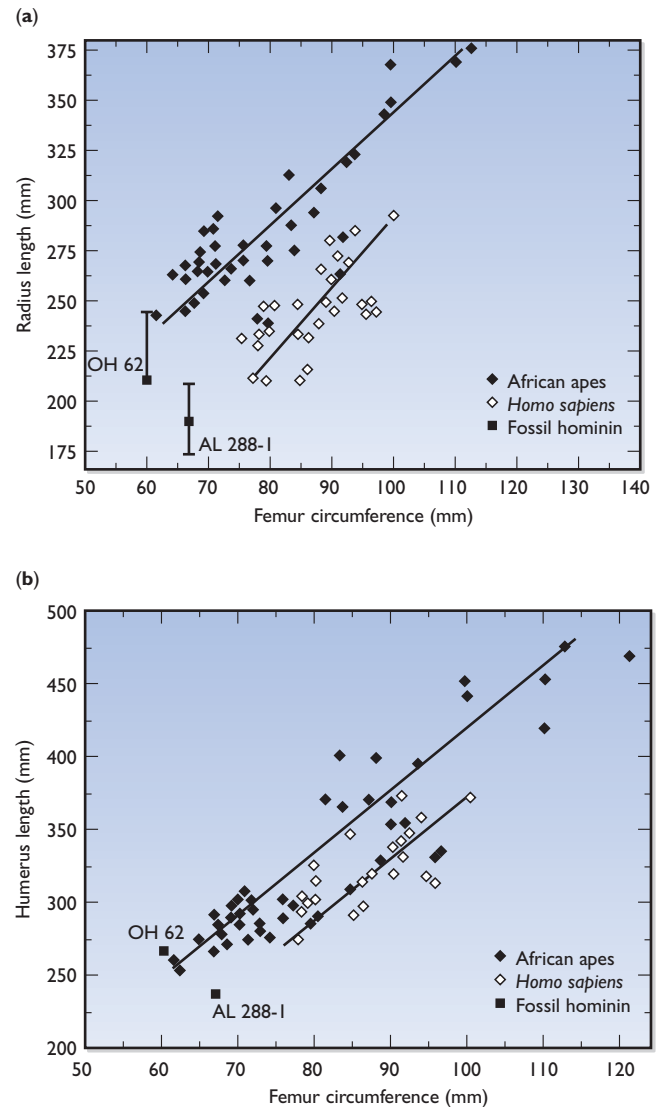 (a)
375
350
325
300
275
250
225
200
175
Radius length (mm)
OH 62
AL 288-1
African apes
Homo sapiens
Fossil hominin
50 60 70 80 90 100 110 120 130 140
Femur circumference (mm)
(b)
500
450
400
350
300
250
200
Humerus length (mm)
OH 62
AL 288-1
African apes
Homo sapiens
Fossil hominin
50 60 70 80 90 100 110 120
Femur circumference (mm)